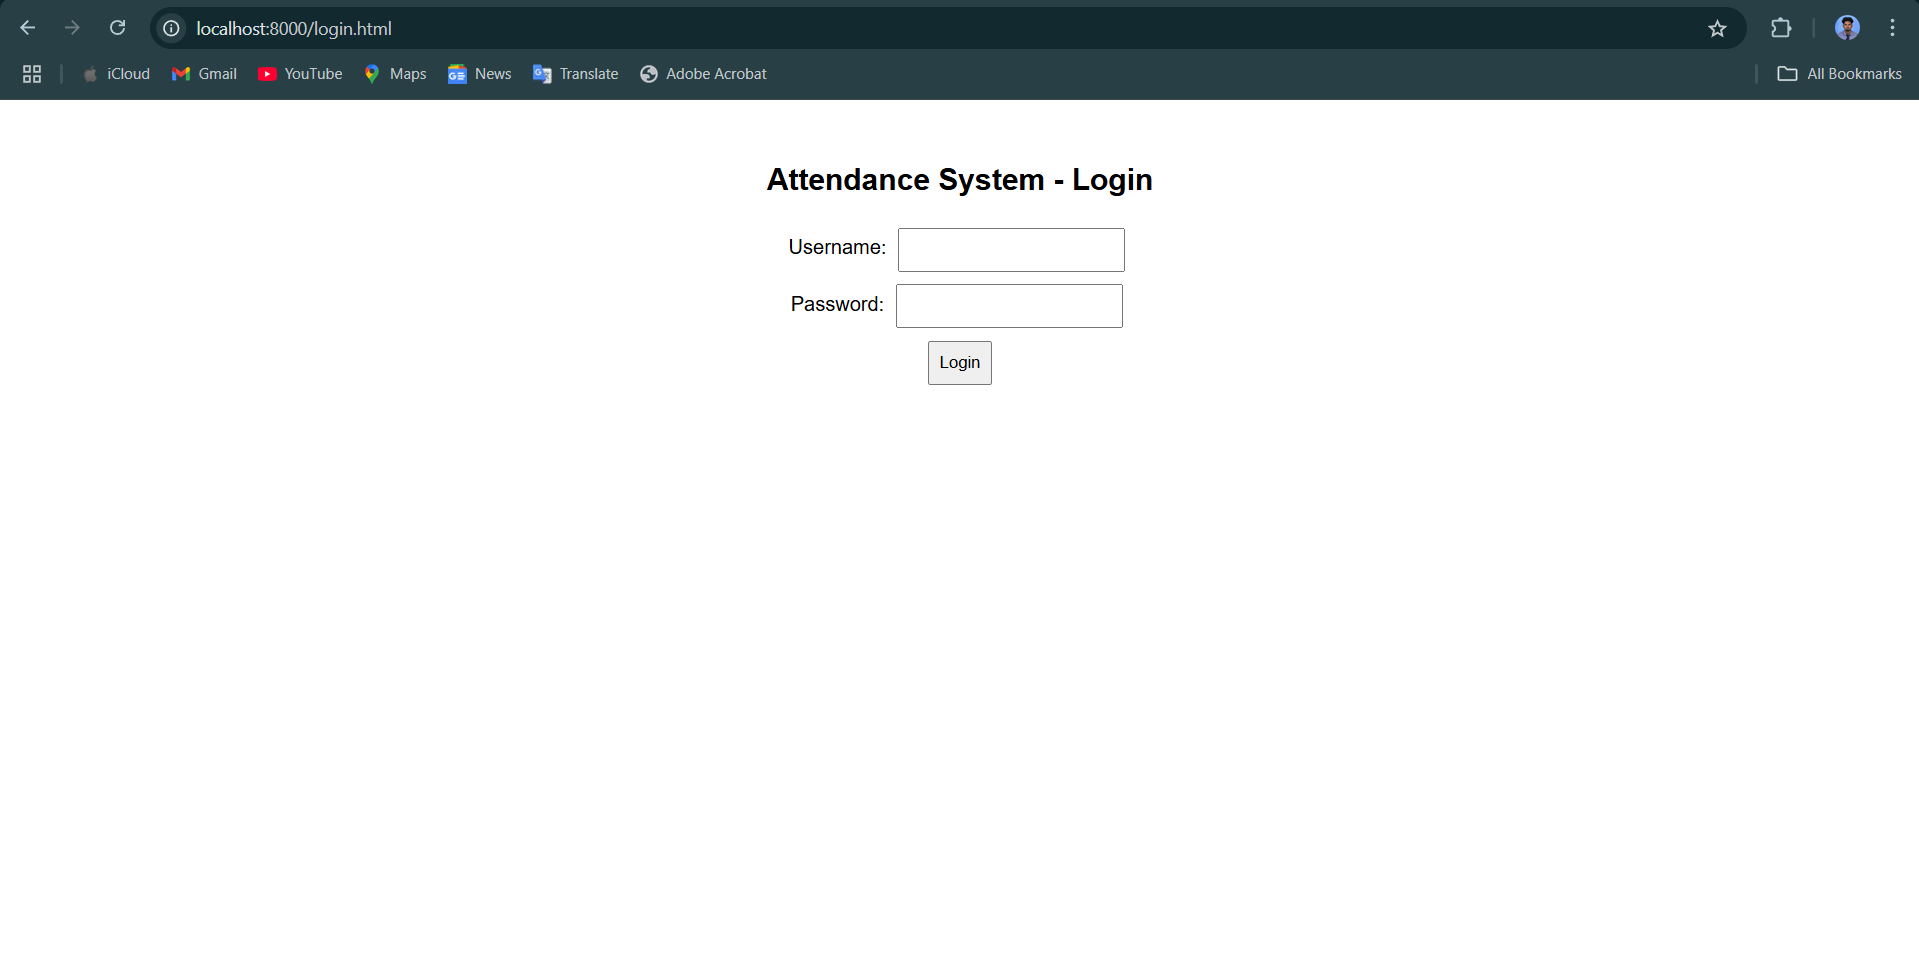 localhost:8000/login.html
iCloud Gmail YouTube Maps News Translate Adobe Acrobat All Bookmarks
Attendance System - Login
Username:
Password:
Login